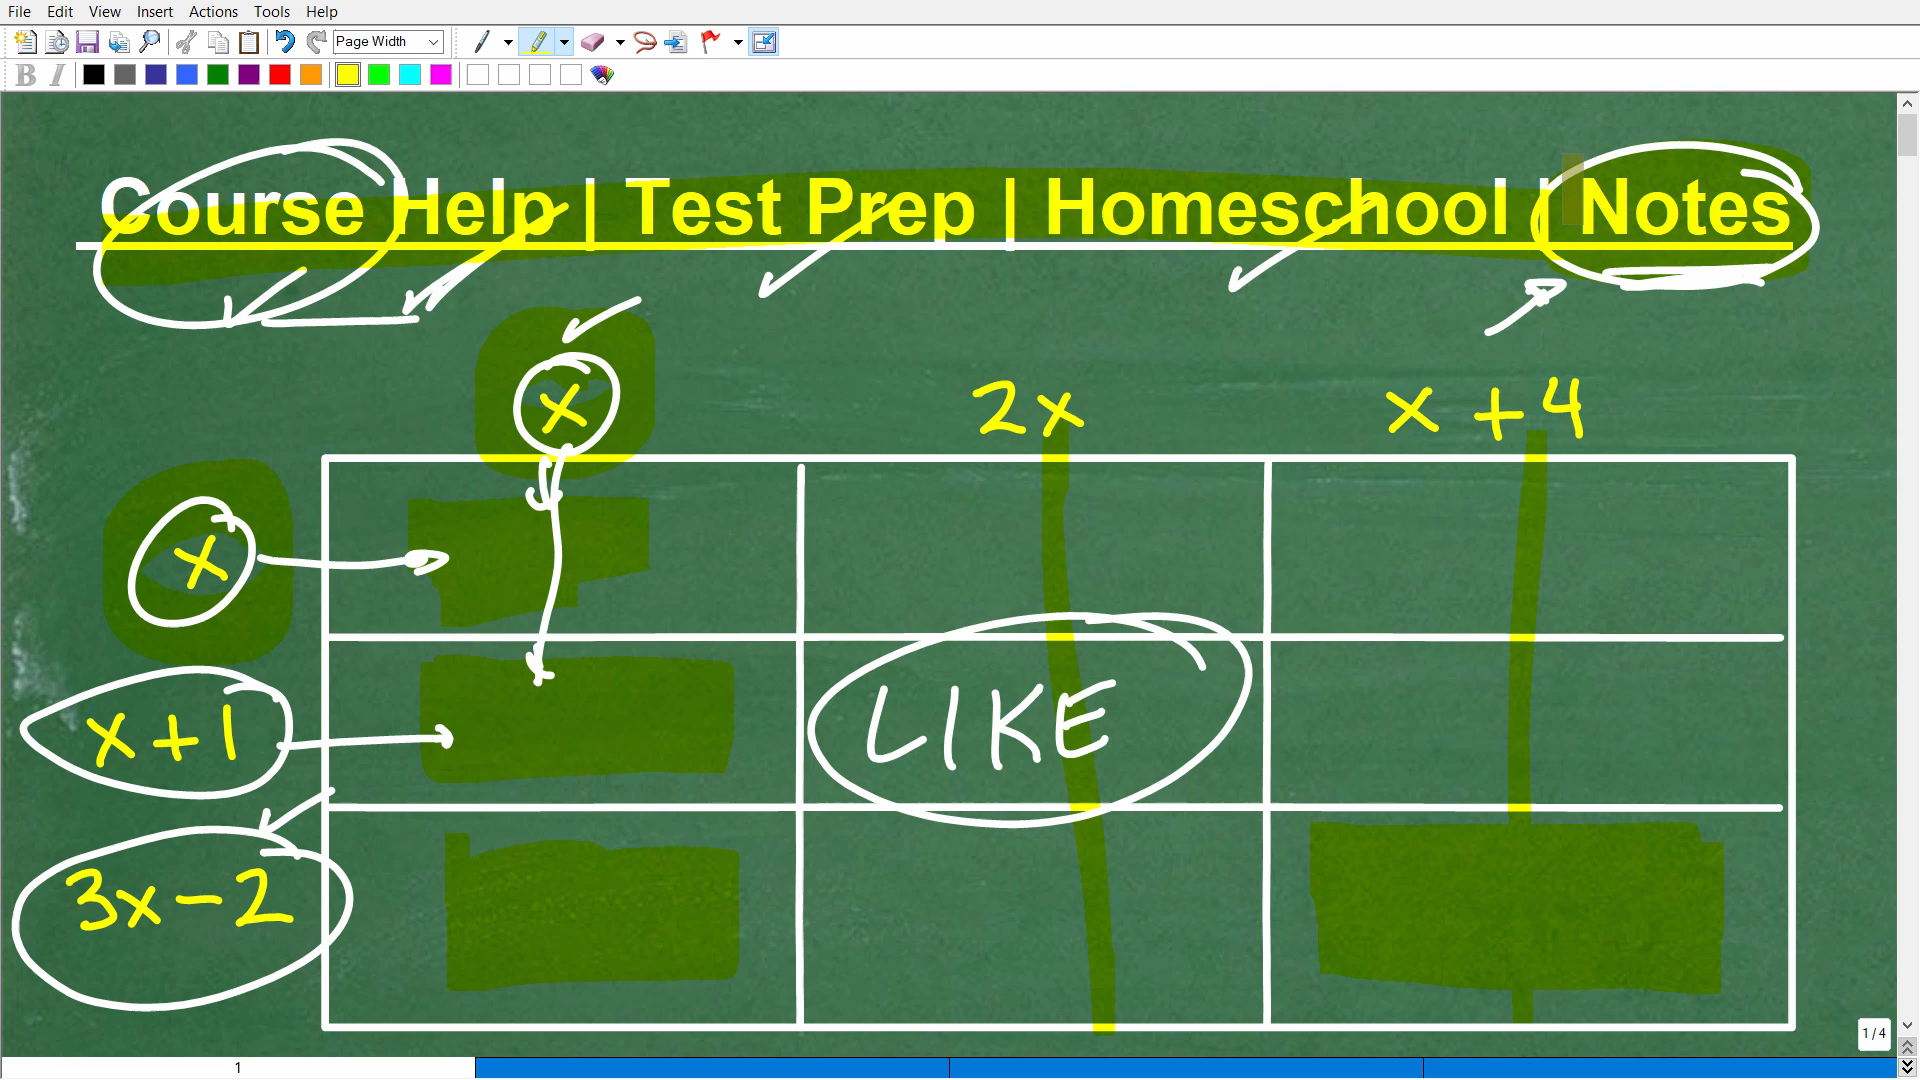 File Edit View Insert Actions Tools Help
Page Width
B I
Course Help | Test Prep | Homeschool | Notes
x 2x x + 4
x
x + 1
LIKE
3x - 2
1 / 4
1